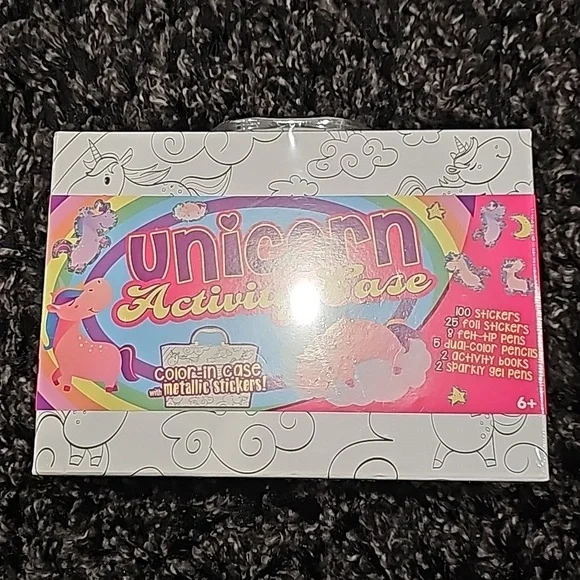 unicorn
Activity Case
100 stickers
25 foil stickers
8 felt-tip pens
5 dual-color pencils
2 activity books
2 sparkly gel pens
color-in case
with metallic stickers!
6+